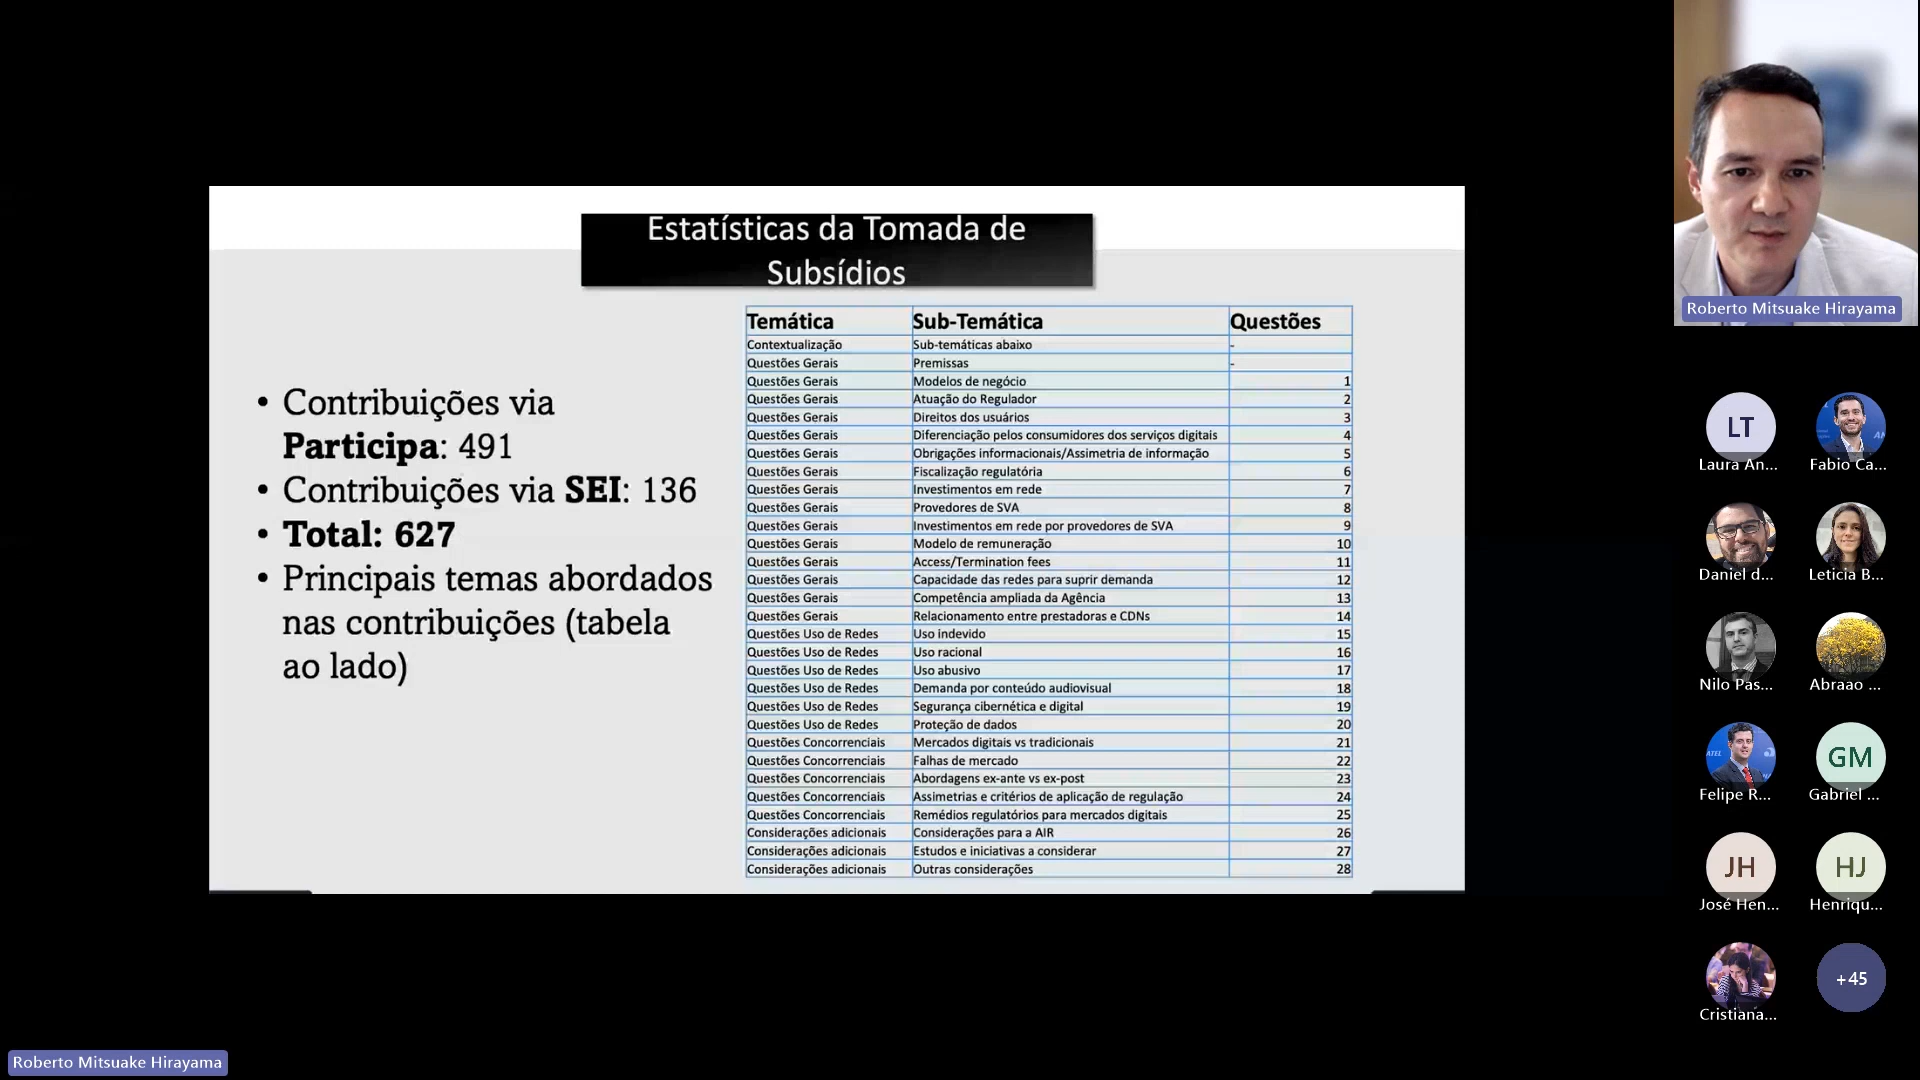 Estatísticas da Tomada de
Subsídios
• Contribuições via
Participa: 491
• Contribuições via SEI: 136
• Total: 627
• Principais temas abordados
nas contribuições (tabela
ao lado)
Temática Sub-Temática Questões
Contextualização Sub-temáticas abaixo -
Questões Gerais Premissas -
Questões Gerais Modelos de negócio 1
Questões Gerais Atuação do Regulador 2
Questões Gerais Direitos dos usuários 3
Questões Gerais Diferenciação pelos consumidores dos serviços digitais 4
Questões Gerais Obrigações informacionais/Assimetria de informação 5
Questões Gerais Fiscalização regulatória 6
Questões Gerais Investimentos em rede 7
Questões Gerais Provedores de SVA 8
Questões Gerais Investimentos em rede por provedores de SVA 9
Questões Gerais Modelo de remuneração 10
Questões Gerais Access/Termination fees 11
Questões Gerais Capacidade das redes para suprir demanda 12
Questões Gerais Competência ampliada da Agência 13
Questões Gerais Relacionamento entre prestadoras e CDNs 14
Questões Uso de Redes Uso indevido 15
Questões Uso de Redes Uso racional 16
Questões Uso de Redes Uso abusivo 17
Questões Uso de Redes Demanda por conteúdo audiovisual 18
Questões Uso de Redes Segurança cibernética e digital 19
Questões Uso de Redes Proteção de dados 20
Questões Concorrenciais Mercados digitais vs tradicionais 21
Questões Concorrenciais Falhas de mercado 22
Questões Concorrenciais Abordagens ex-ante vs ex-post 23
Questões Concorrenciais Assimetrias e critérios de aplicação de regulação 24
Questões Concorrenciais Remédios regulatórios para mercados digitais 25
Considerações adicionais Considerações para a AIR 26
Considerações adicionais Estudos e iniciativas a considerar 27
Considerações adicionais Outras considerações 28
Roberto Mitsuake Hirayama
LT
Laura An... Fabio Ca...
Daniel d... Leticia B...
Nilo Pas... Abraao ...
ATEL
GM
Felipe R... Gabriel ...
JH HJ
José Hen... Henriqu...
+45
Cristiana...
Roberto Mitsuake Hirayama